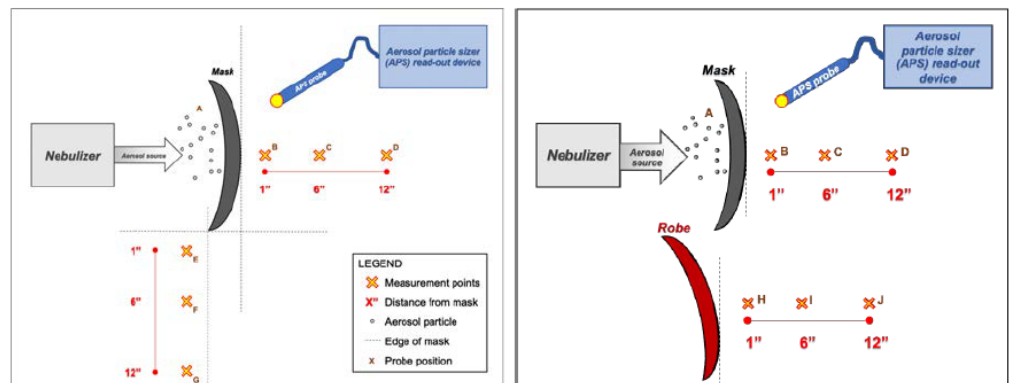 Aerosol particle sizer
(APS) read-out device
Mask
APS probe
A
Nebulizer
Aerosol source
B
C
D
1”
6”
12”
1”
E
6”
F
12”
G
LEGEND
Measurement points
X” Distance from mask
Aerosol particle
Edge of mask
x Probe position
Aerosol
particle sizer
(APS) read-out
device
Mask
APS probe
A
Nebulizer
Aerosol
source
B
C
D
1”
6”
12”
Robe
H
I
J
1”
6”
12”